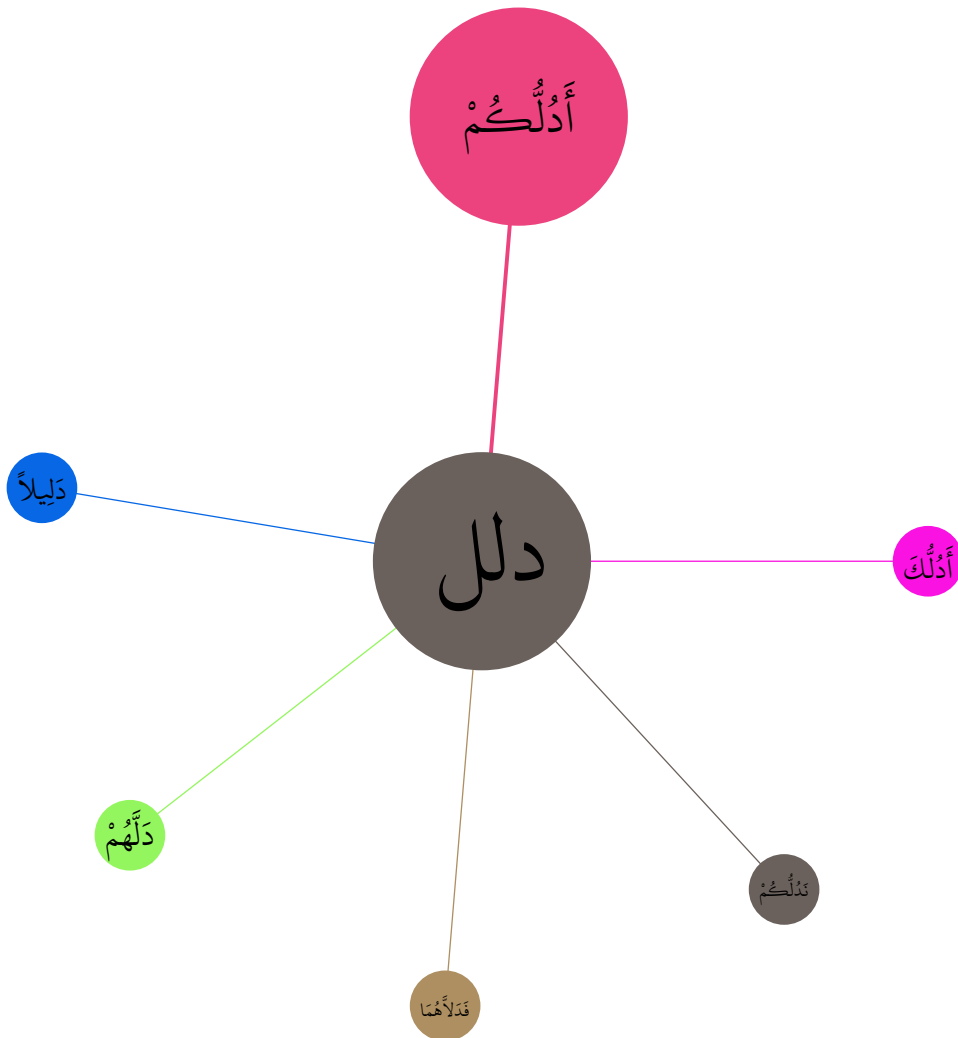 أَدُلُّكُمْ
دَلِيلاً
دلل
أَدُلُّكَ
دَلَّهُمْ
نَدُلُّكُمْ
فَدَلاَّهُمَا